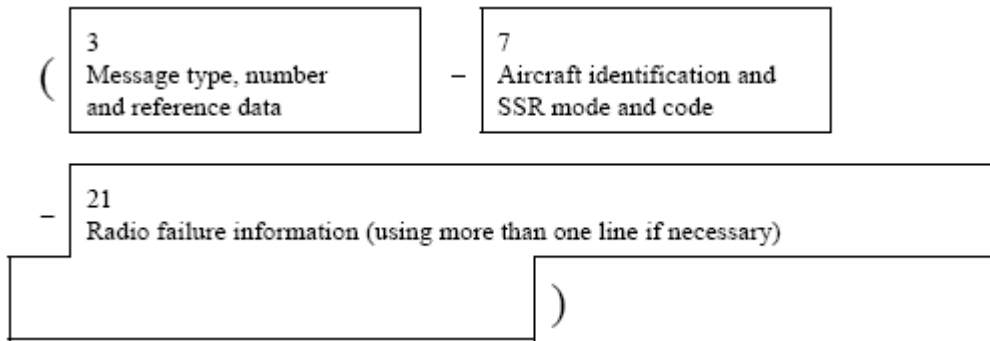 (
3
Message type, number
and reference data
–
7
Aircraft identification and
SSR mode and code
–
21
Radio failure information (using more than one line if necessary)
)